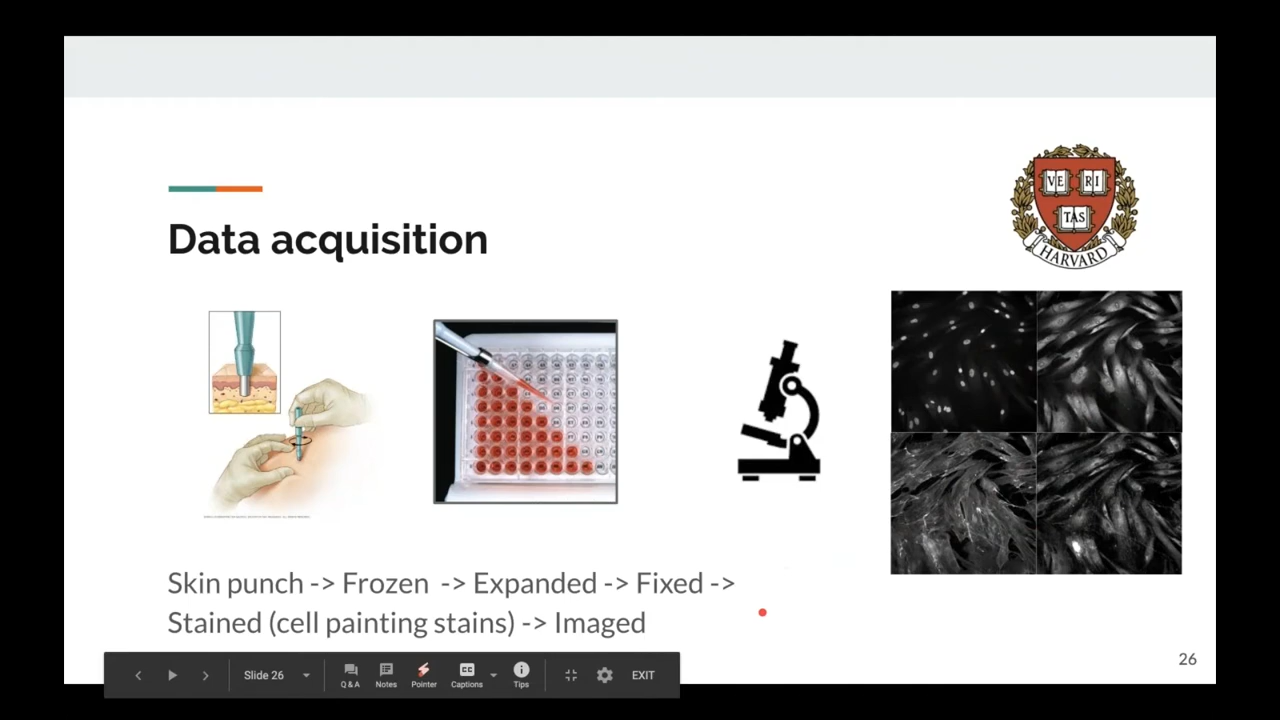 Data acquisition
VE RI
TAS
HARVARD
Skin punch -> Frozen -> Expanded -> Fixed ->
Stained (cell painting stains) -> Imaged
26
Slide 26
Q & A
Notes
Pointer
CC
Captions
Tips
EXIT